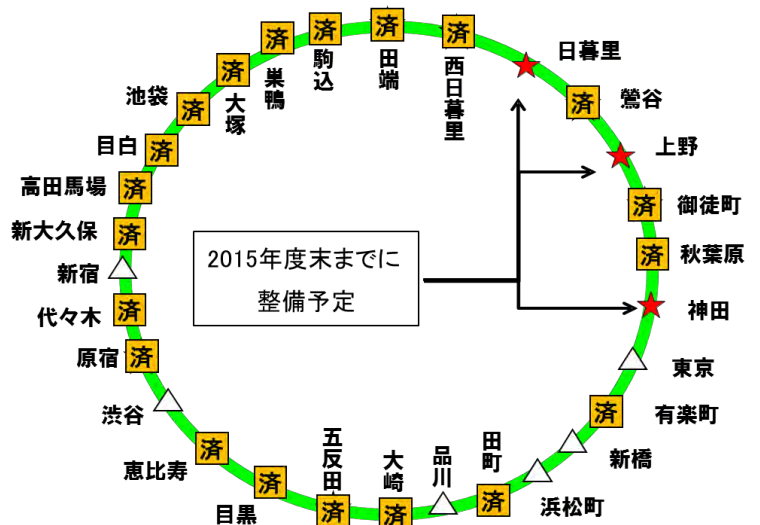 済
田端
済
駒込
済
巣鴨
済
大塚
済
池袋
済
目白
済
高田馬場
済
新大久保
新宿
済
代々木
済
原宿
渋谷
済
恵比寿
済
目黒
済
五反田
済
大崎
品川
済
田町
浜松町
新橋
済
有楽町
東京
神田
済
秋葉原
済
御徒町
上野
済
鶯谷
日暮里
済
西日暮里
2015年度末までに
整備予定